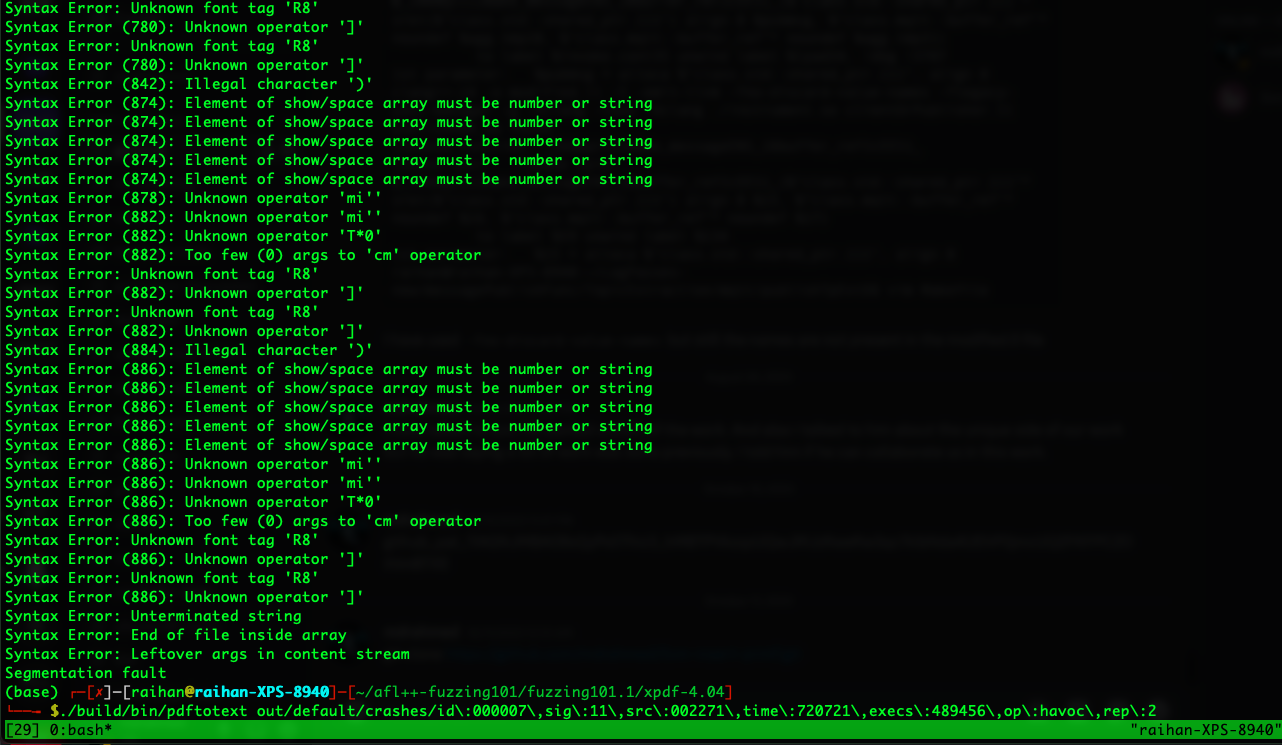 Syntax Error: Unknown font tag 'R8'
Syntax Error (780): Unknown operator ']'
Syntax Error: Unknown font tag 'R8'
Syntax Error (780): Unknown operator ']'
Syntax Error (842): Illegal character ')'
Syntax Error (874): Element of show/space array must be number or string
Syntax Error (874): Element of show/space array must be number or string
Syntax Error (874): Element of show/space array must be number or string
Syntax Error (874): Element of show/space array must be number or string
Syntax Error (874): Element of show/space array must be number or string
Syntax Error (878): Unknown operator 'mi''
Syntax Error (882): Unknown operator 'mi''
Syntax Error (882): Unknown operator 'T*0'
Syntax Error (882): Too few (0) args to 'cm' operator
Syntax Error: Unknown font tag 'R8'
Syntax Error (882): Unknown operator ']'
Syntax Error: Unknown font tag 'R8'
Syntax Error (882): Unknown operator ']'
Syntax Error (884): Illegal character ')'
Syntax Error (886): Element of show/space array must be number or string
Syntax Error (886): Element of show/space array must be number or string
Syntax Error (886): Element of show/space array must be number or string
Syntax Error (886): Element of show/space array must be number or string
Syntax Error (886): Element of show/space array must be number or string
Syntax Error (886): Unknown operator 'mi''
Syntax Error (886): Unknown operator 'mi''
Syntax Error (886): Unknown operator 'T*0'
Syntax Error (886): Too few (0) args to 'cm' operator
Syntax Error: Unknown font tag 'R8'
Syntax Error (886): Unknown operator ']'
Syntax Error: Unknown font tag 'R8'
Syntax Error (886): Unknown operator ']'
Syntax Error: Unterminated string
Syntax Error: End of file inside array
Syntax Error: Leftover args in content stream
Segmentation fault
(base) ┌─[✗]─[raihan@raihan-XPS-8940]─[~/afl++-fuzzing101/fuzzing101.1/xpdf-4.04]
└──╼ $./build/bin/pdftotext out/default/crashes/id\:000007\,sig\:11\,src\:002271\,time\:720721\,execs\:489456\,op\:havoc\,rep\:2
[29] 0:bash* "raihan-XPS-8940"